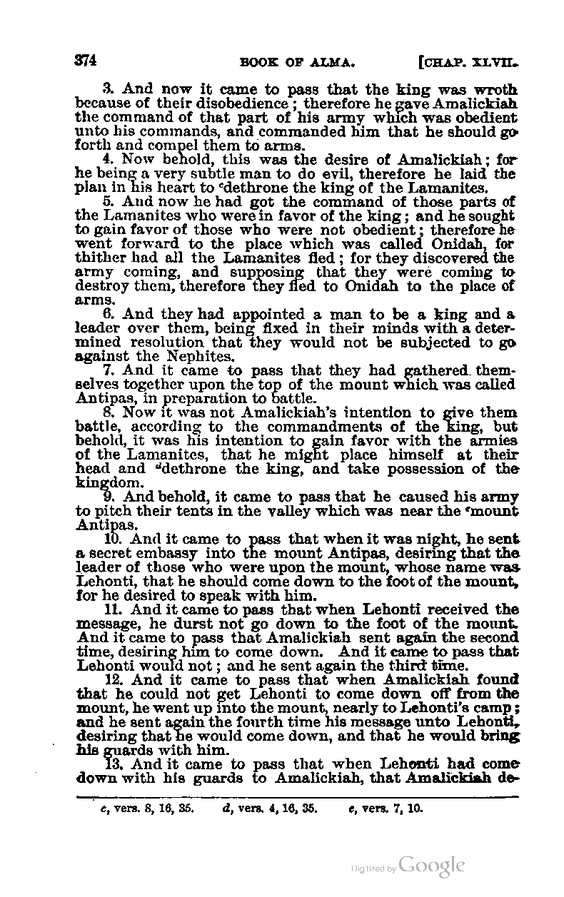 374 BOOK OF ALMA. [CHAP. XLVII.
3. And now it came to pass that the king was wroth
because of their disobedience; therefore he gave Amalickiah
the command of that part of his army which was obedient
unto his commands, and commanded him that he should go
forth and compel them to arms.
4. Now behold, this was the desire of Amalickiah; for
he being a very subtle man to do evil, therefore he laid the
plan in his heart to cdethrone the king of the Lamanites.
5. And now he had got the command of those parts of
the Lamanites who were in favor of the king; and he sought
to gain favor of those who were not obedient; therefore he
went forward to the place which was called Onidah, for
thither had all the Lamanites fled; for they discovered the
army coming, and supposing that they were coming to
destroy them, therefore they fled to Onidah to the place of
arms.
6. And they had appointed a man to be a king and a
leader over them, being fixed in their minds with a deter-
mined resolution that they would not be subjected to go
against the Nephites.
7. And it came to pass that they had gathered them-
selves together upon the top of the mount which was called
Antipas, in preparation to battle.
8. Now it was not Amalickiah's intention to give them
battle, according to the commandments of the king, but
behold, it was his intention to gain favor with the armies
of the Lamanites, that he might place himself at their
head and ddethrone the king, and take possession of the
kingdom.
9. And behold, it came to pass that he caused his army
to pitch their tents in the valley which was near the emount
Antipas.
10. And it came to pass that when it was night, he sent
a secret embassy into the mount Antipas, desiring that the
leader of those who were upon the mount, whose name was
Lehonti, that he should come down to the foot of the mount,
for he desired to speak with him.
11. And it came to pass that when Lehonti received the
message, he durst not go down to the foot of the mount.
And it came to pass that Amalickiah sent again the second
time, desiring him to come down. And it came to pass that
Lehonti would not; and he sent again the third time.
12. And it came to pass that when Amalickiah found
that he could not get Lehonti to come down off from the
mount, he went up into the mount, nearly to Lehonti's camp;
and he sent again the fourth time his message unto Lehonti,
desiring that he would come down, and that he would bring
his guards with him.
13. And it came to pass that when Lehonti had come
down with his guards to Amalickiah, that Amalickiah de-
c, vers. 8, 16, 35. d, vers. 4, 16, 35. e, vers. 7, 10.
Digitized by Google